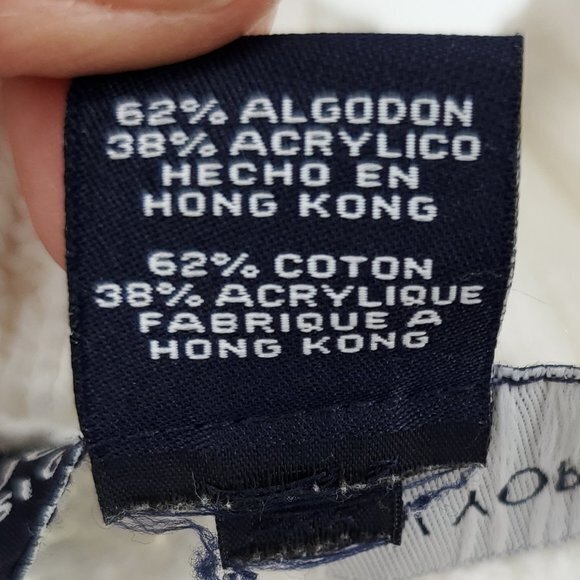 62% ALGODON
38% ACRYLICO
HECHO EN
HONG KONG
62% COTON
38% ACRYLIQUE
FABRIQUE A
HONG KONG